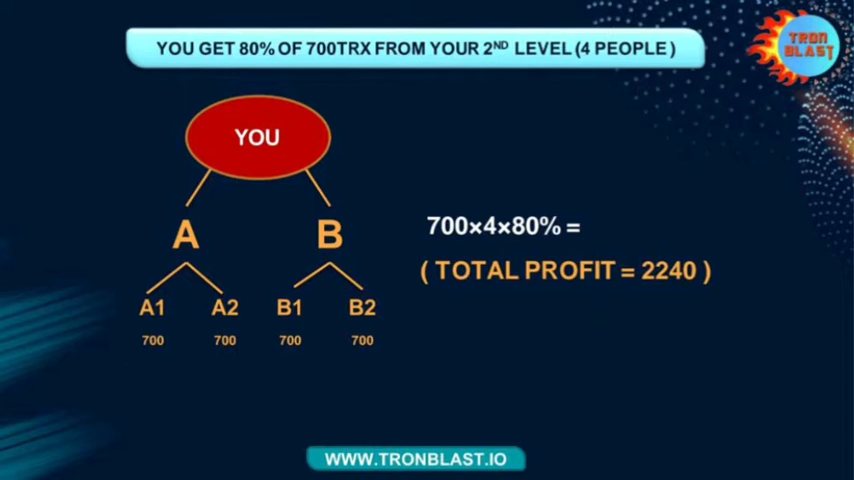 YOU GET 80% OF 700TRX FROM YOUR 2ND LEVEL (4 PEOPLE )
TRON
BLAST
YOU
A B
700×4×80% =
( TOTAL PROFIT = 2240 )
A1 A2 B1 B2
700 700 700 700
WWW.TRONBLAST.IO